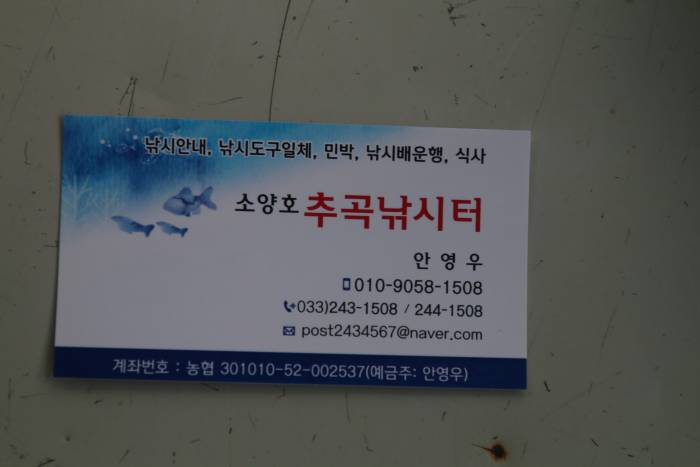 낚시안내, 낚시도구일체, 민박, 낚시배운행, 식사
소양호 추곡낚시터
안영우
010-9058-1508
033)243-1508 / 244-1508
post2434567@naver.com
계좌번호 : 농협 301010-52-002537(예금주: 안영우)